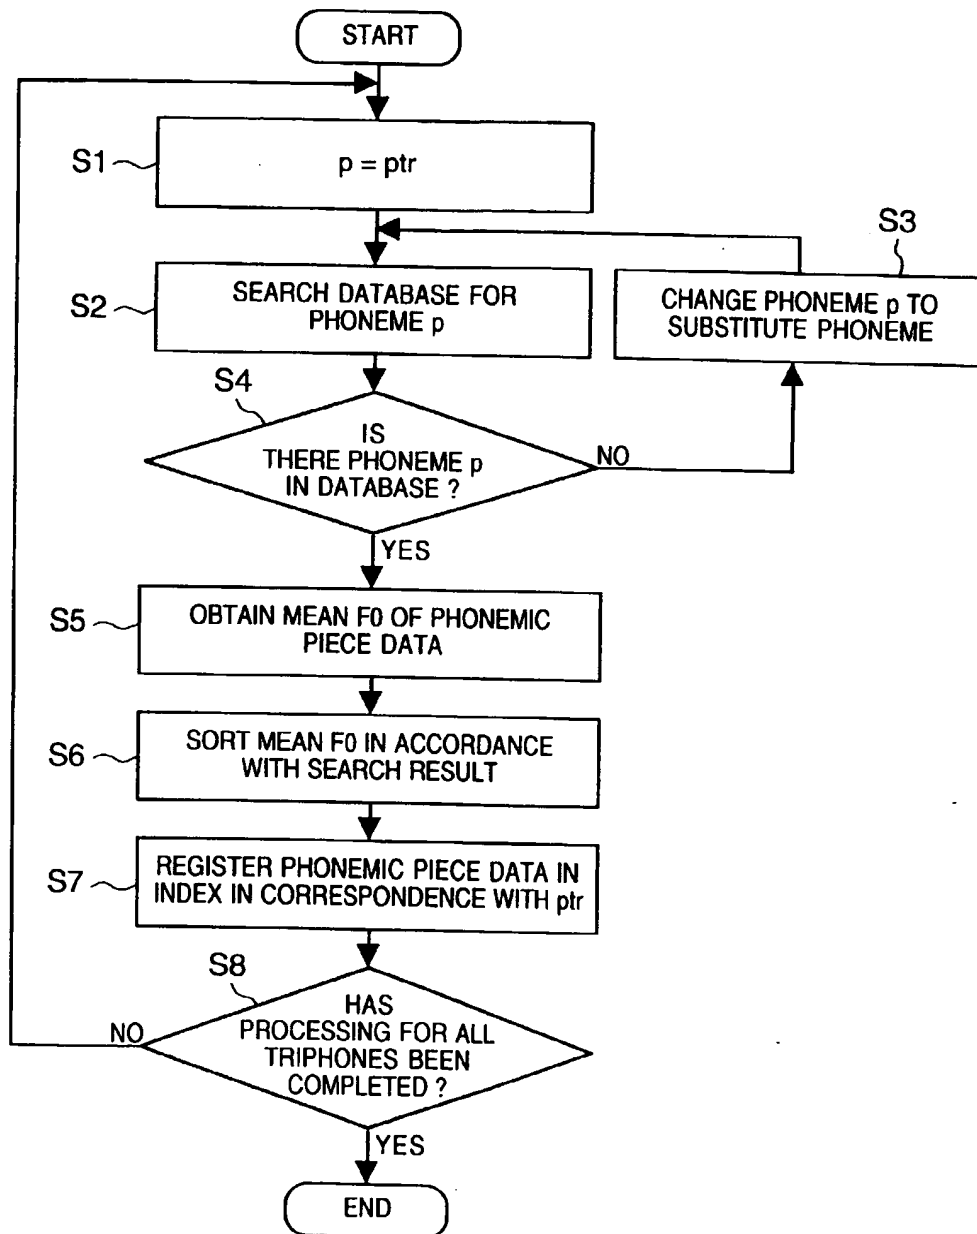 START
S1
p = ptr
S3
S2
SEARCH DATABASE FOR
PHONEME p
CHANGE PHONEME p TO
SUBSTITUTE PHONEME
S4
IS
THERE PHONEME p
IN DATABASE ?
NO
YES
S5
OBTAIN MEAN F0 OF PHONEMIC
PIECE DATA
S6
SORT MEAN F0 IN ACCORDANCE
WITH SEARCH RESULT
S7
REGISTER PHONEMIC PIECE DATA IN
INDEX IN CORRESPONDENCE WITH ptr
S8
HAS
PROCESSING FOR ALL
TRIPHONES BEEN
COMPLETED ?
NO
YES
END